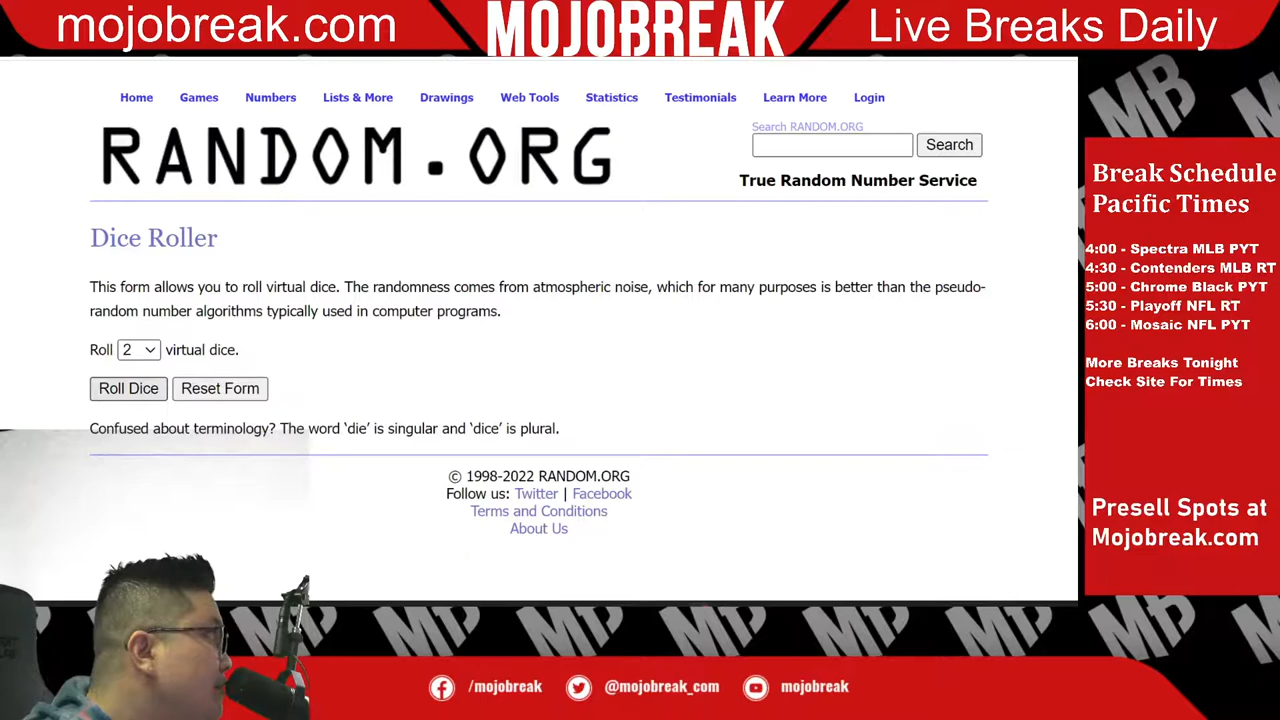 mojobreak.com
MOJOBREAK
Live Breaks Daily
Home Games Numbers Lists & More Drawings Web Tools Statistics Testimonials Learn More Login
RANDOM.ORG
Search RANDOM.ORG
Search
True Random Number Service
Dice Roller
This form allows you to roll virtual dice. The randomness comes from atmospheric noise, which for many purposes is better than the pseudo-
random number algorithms typically used in computer programs.
Roll 2 virtual dice.
Roll Dice Reset Form
Confused about terminology? The word ‘die’ is singular and ‘dice’ is plural.
© 1998-2022 RANDOM.ORG
Follow us: Twitter | Facebook
Terms and Conditions
About Us
Break Schedule
Pacific Times
4:00 - Spectra MLB PYT
4:30 - Contenders MLB RT
5:00 - Chrome Black PYT
5:30 - Playoff NFL RT
6:00 - Mosaic NFL PYT
More Breaks Tonight
Check Site For Times
Presell Spots at
Mojobreak.com
MB
MB MB MB MB MB MB
/mojobreak @mojobreak_com mojobreak